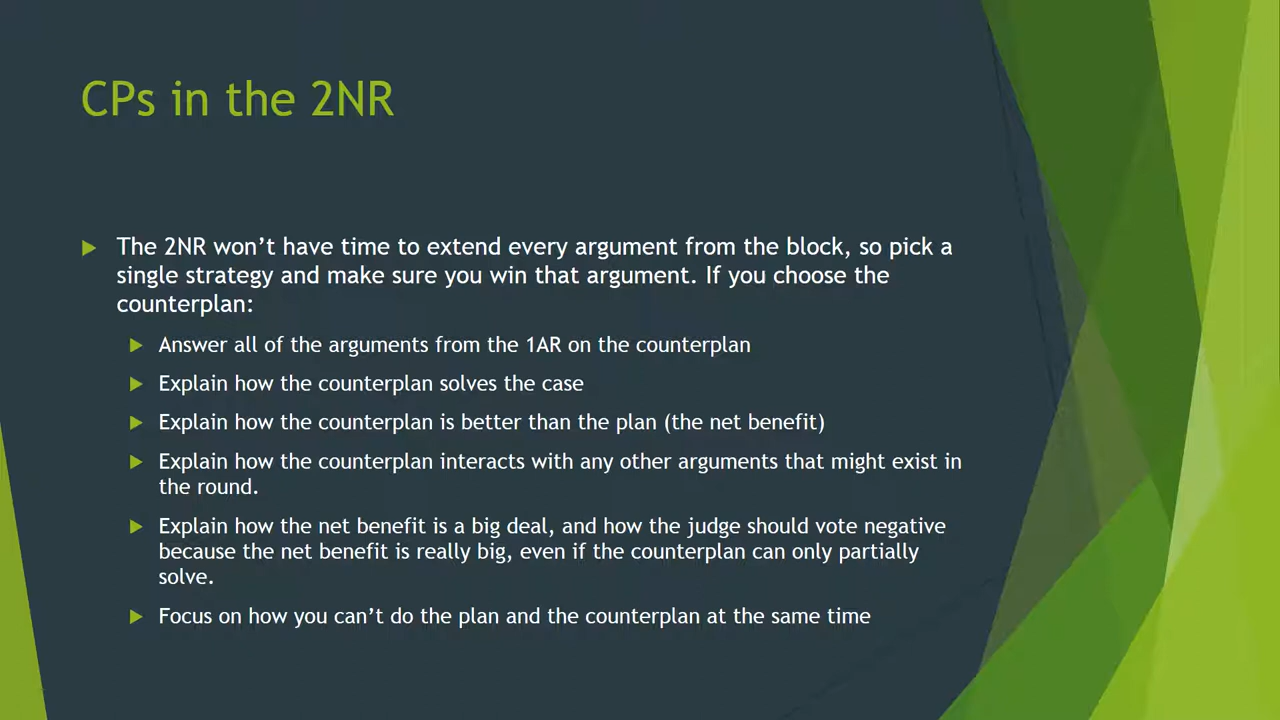 CPs in the 2NR
The 2NR won’t have time to extend every argument from the block, so pick a
single strategy and make sure you win that argument. If you choose the
counterplan:
Answer all of the arguments from the 1AR on the counterplan
Explain how the counterplan solves the case
Explain how the counterplan is better than the plan (the net benefit)
Explain how the counterplan interacts with any other arguments that might exist in
the round.
Explain how the net benefit is a big deal, and how the judge should vote negative
because the net benefit is really big, even if the counterplan can only partially
solve.
Focus on how you can’t do the plan and the counterplan at the same time